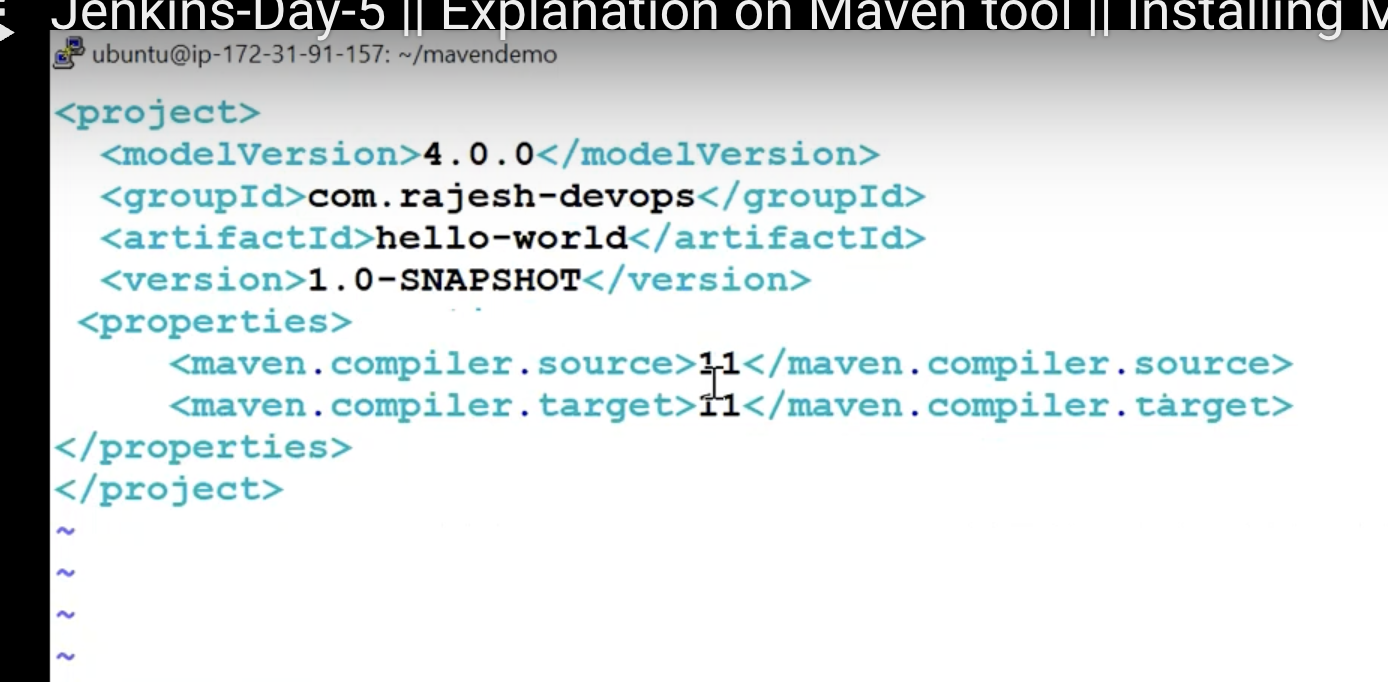 Jenkins-Day-5 || Explanation on Maven tool || Installing M
ubuntu@ip-172-31-91-157: ~/mavendemo
<project>
  <modelVersion>4.0.0</modelVersion>
  <groupId>com.rajesh-devops</groupId>
  <artifactId>hello-world</artifactId>
  <version>1.0-SNAPSHOT</version>
 <properties>
     <maven.compiler.source>11</maven.compiler.source>
     <maven.compiler.target>11</maven.compiler.target>
</properties>
</project>
~
~
~
~